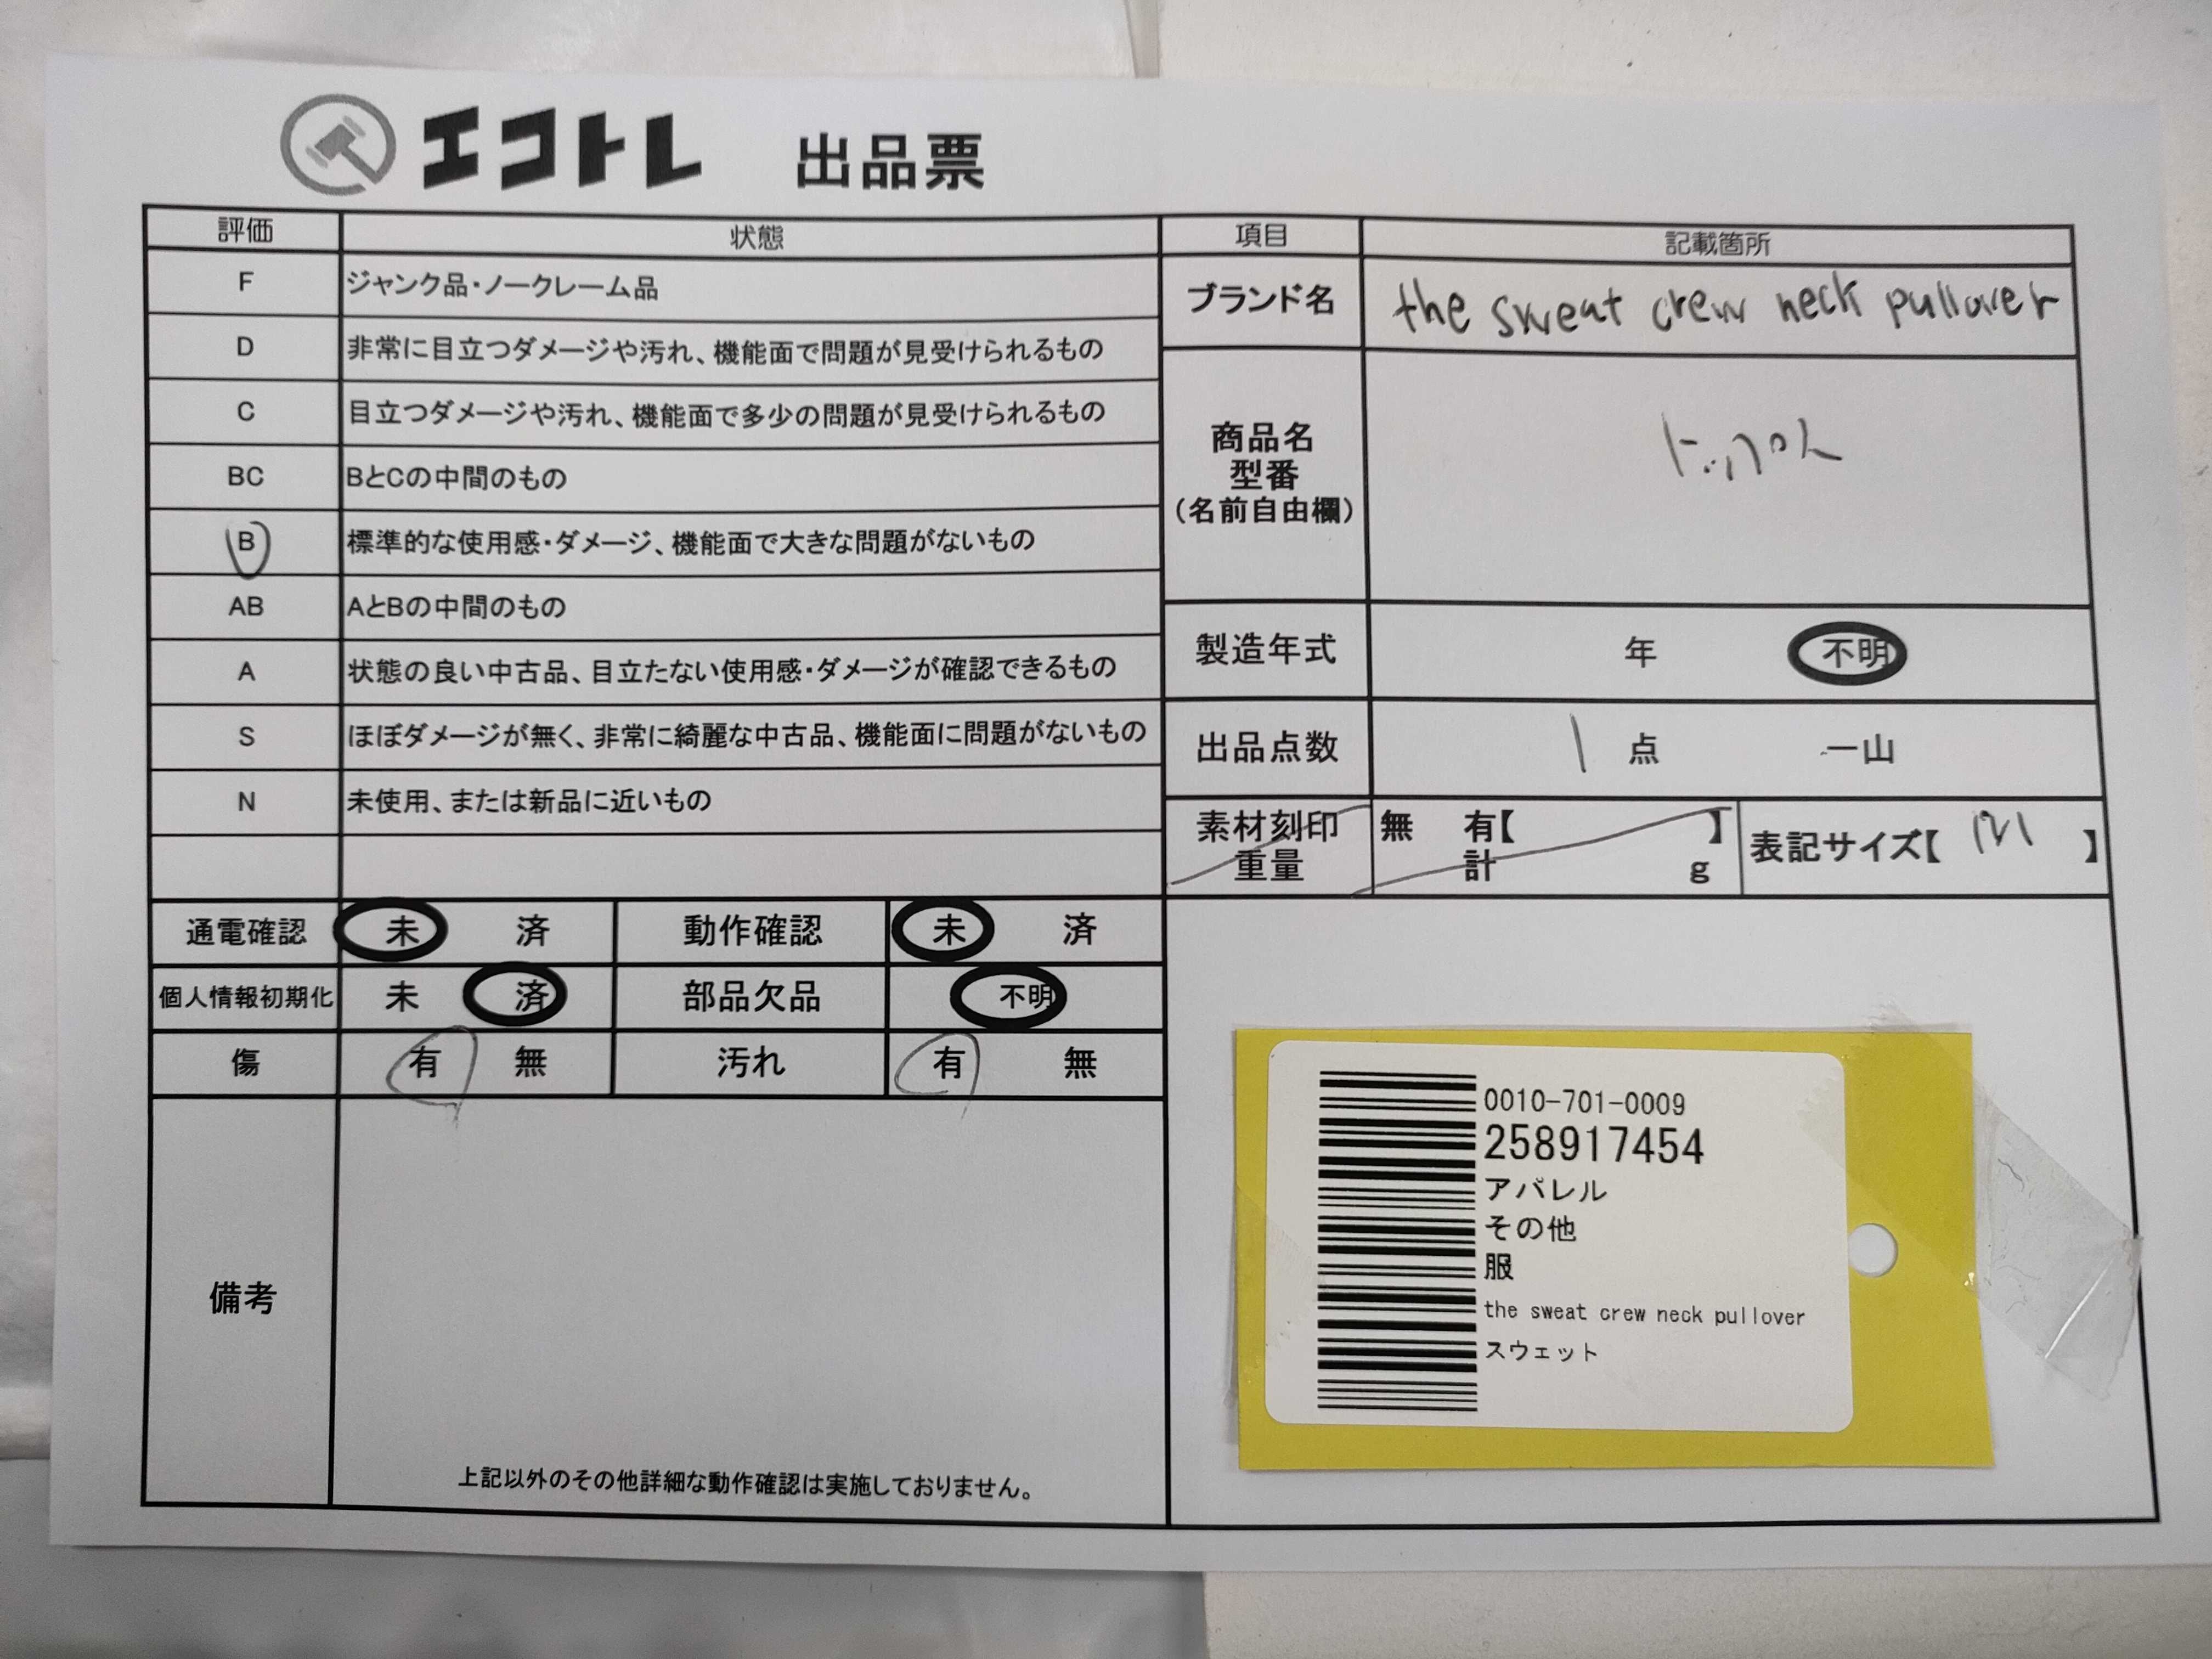 エコトレ 出品票
評価 状態
F ジャンク品・ノークレーム品
D 非常に目立つダメージや汚れ、機能面で問題が見受けられるもの
C 目立つダメージや汚れ、機能面で多少の問題が見受けられるもの
BC BとCの中間のもの
B 標準的な使用感・ダメージ、機能面で大きな問題がないもの
AB AとBの中間のもの
A 状態の良い中古品、目立たない使用感・ダメージが確認できるもの
S ほぼダメージが無く、非常に綺麗な中古品、機能面に問題がないもの
N 未使用、または新品に近いもの
項目 記載箇所
ブランド名 the sweat crew neck pullover
商品名
型番
(名前自由欄)
製造年式 年 不明
出品点数 1 点 一山
素材刻印 無 有【 】
重量 計 g
表記サイズ【 M 】
通電確認 未 済 動作確認 未 済
個人情報初期化 未 済 部品欠品 不明
傷 有 無 汚れ 有 無
備考
上記以外のその他詳細な動作確認は実施しておりません。
0010-701-0009
258917454
アパレル
その他
服
the sweat crew neck pullover
スウェット